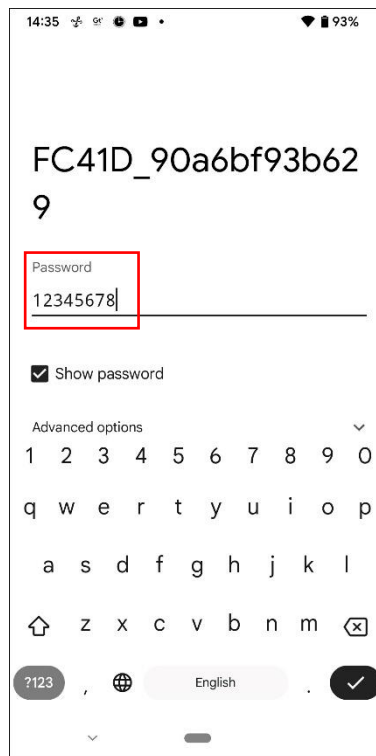 14:35 93%
FC41D_90a6bf93b62
9
Password
12345678
Show password
Advanced options
1 2 3 4 5 6 7 8 9 0
q w e r t y u i o p
a s d f g h j k l
z x c v b n m
?123 , English .